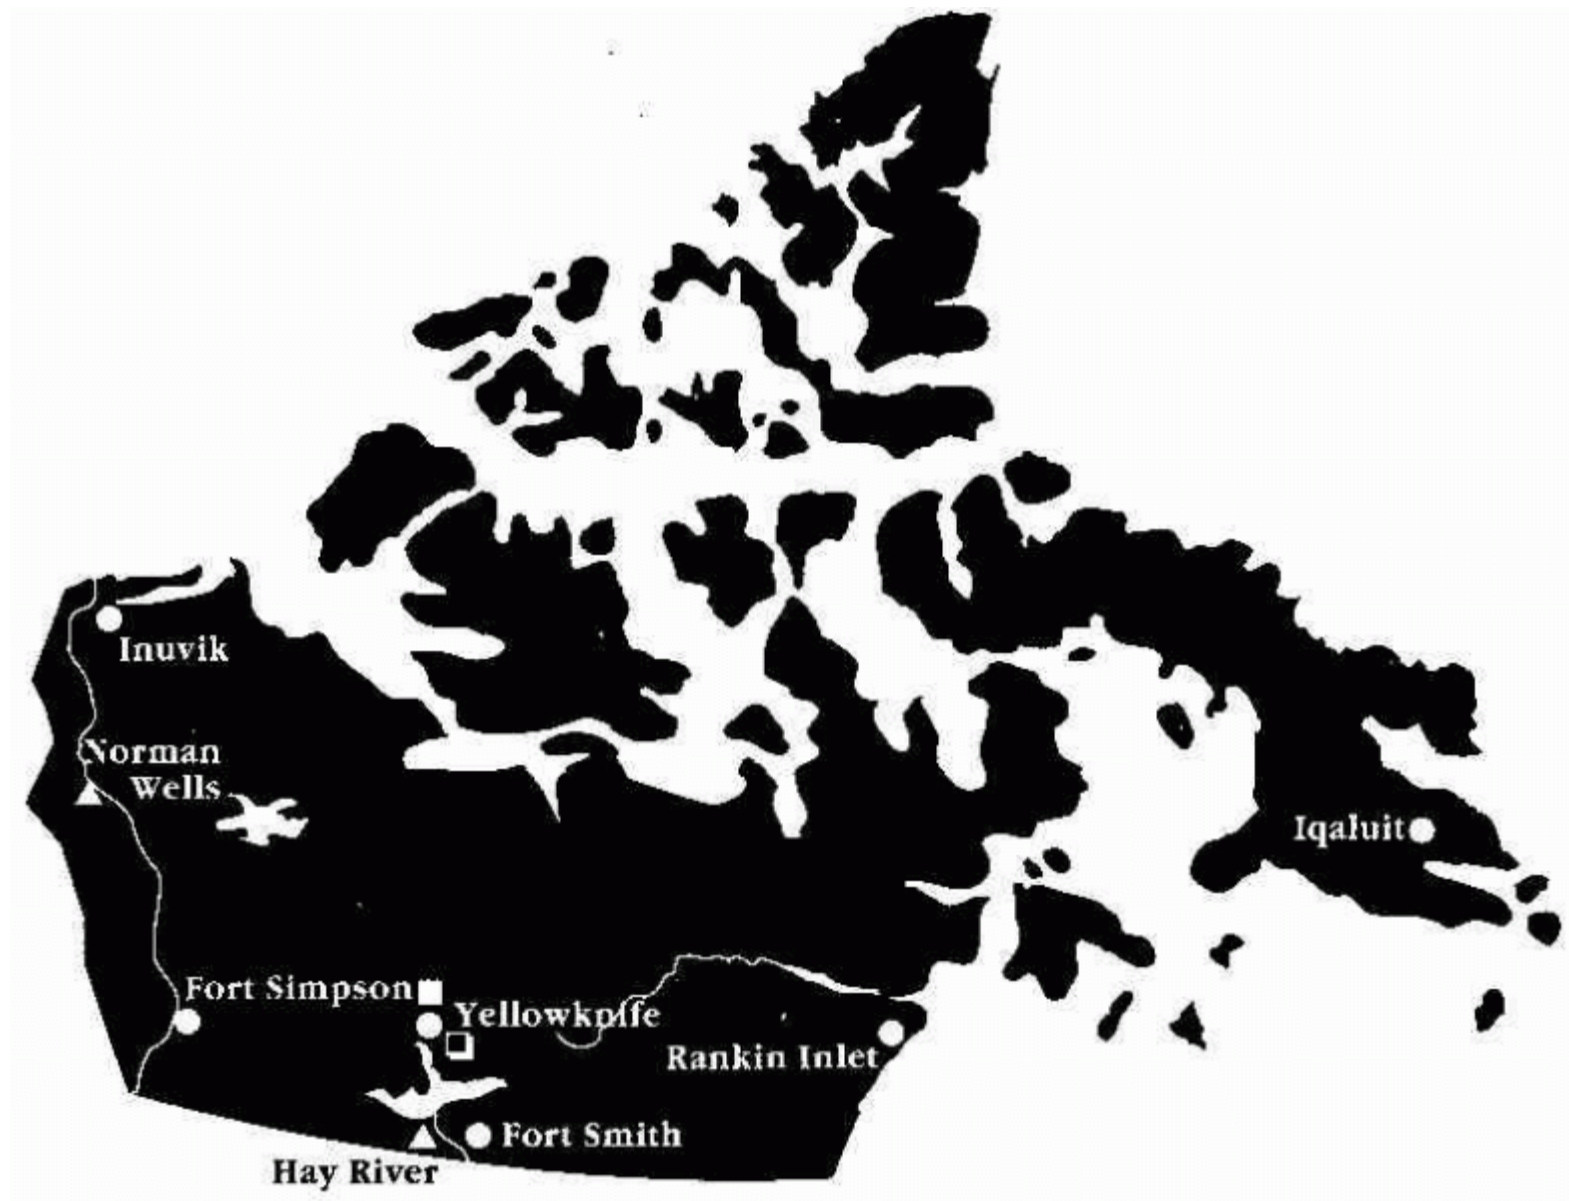 Inuvik
Norman
Wells
Iqaluit
Fort Simpson
Yellowknife
Rankin Inlet
Fort Smith
Hay River